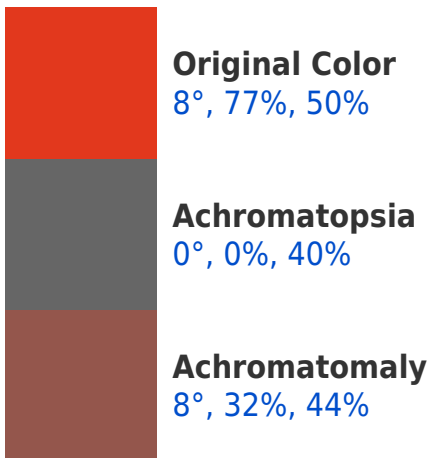 Original Color
8°, 77%, 50%
Achromatopsia
0°, 0%, 40%
Achromatomaly
8°, 32%, 44%